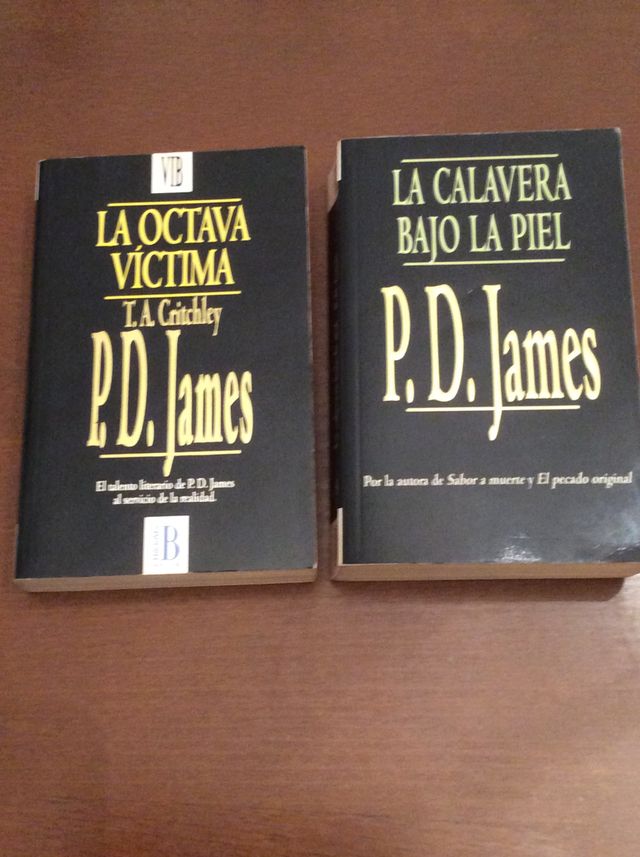 VIB
LA OCTAVA
VÍCTIMA
T. A. Critchley
P. D. James
El talento literario de P. D. James
al servicio de la realidad.
B
LA CALAVERA
BAJO LA PIEL
P. D. James
Por la autora de Sabor a muerte y El pecado original